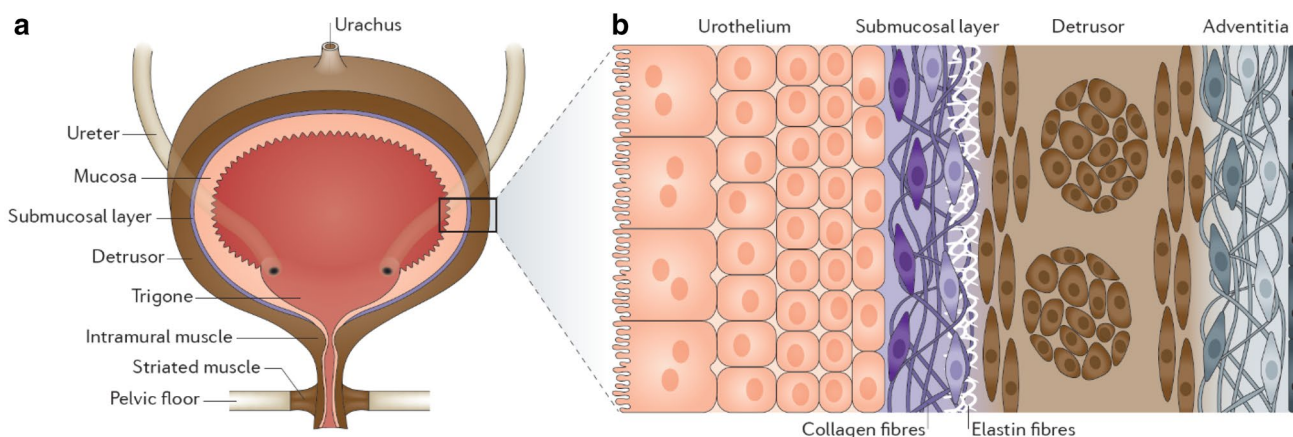 a
Urachus
Ureter
Mucosa
Submucosal layer
Detrusor
Trigone
Intramural muscle
Striated muscle
Pelvic floor
b
Urothelium
Submucosal layer
Detrusor
Adventitia
Collagen fibres
Elastin fibres